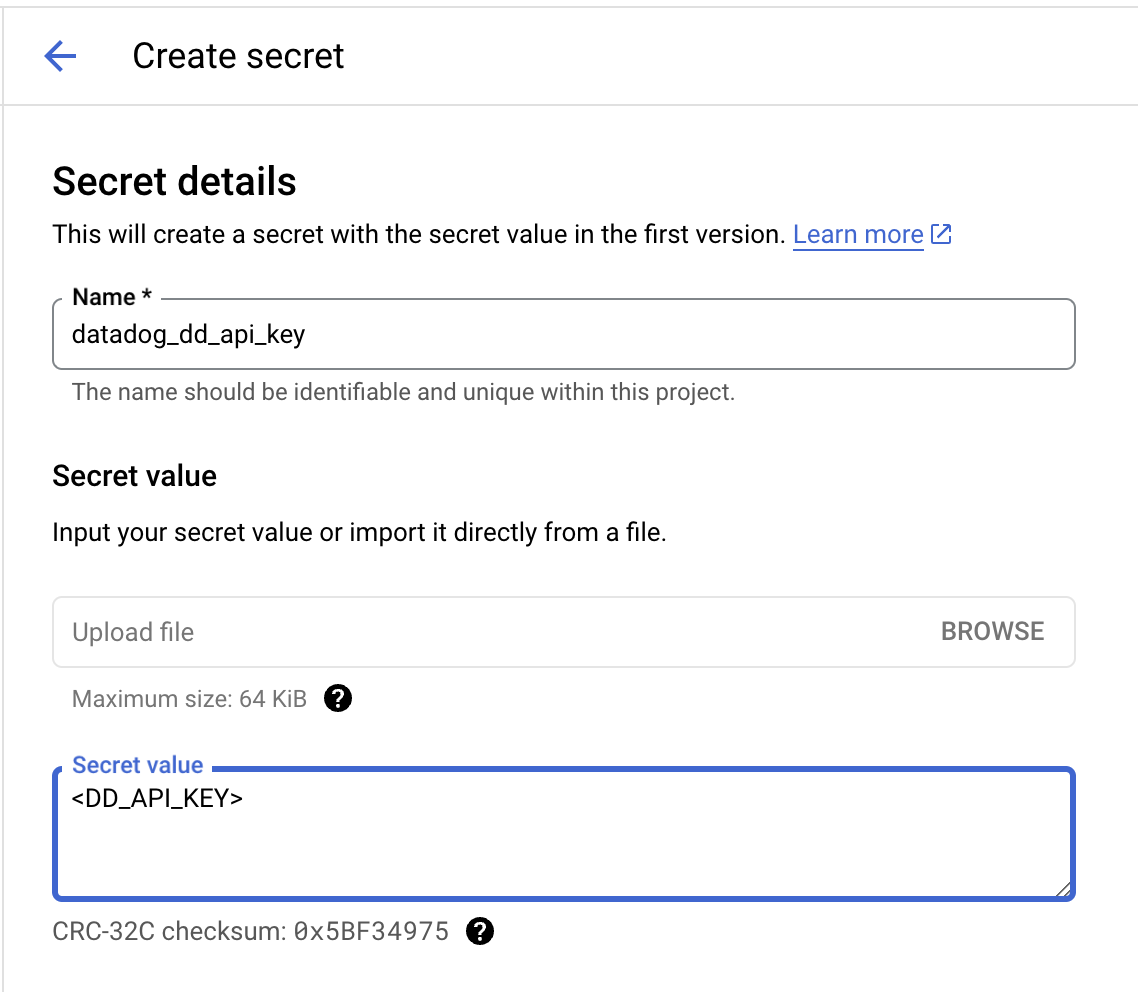 Create secret
Secret details
This will create a secret with the secret value in the first version. Learn more
Name *
datadog_dd_api_key
The name should be identifiable and unique within this project.
Secret value
Input your secret value or import it directly from a file.
Upload file BROWSE
Maximum size: 64 KiB ?
Secret value
<DD_API_KEY>
CRC-32C checksum: 0x5BF34975 ?